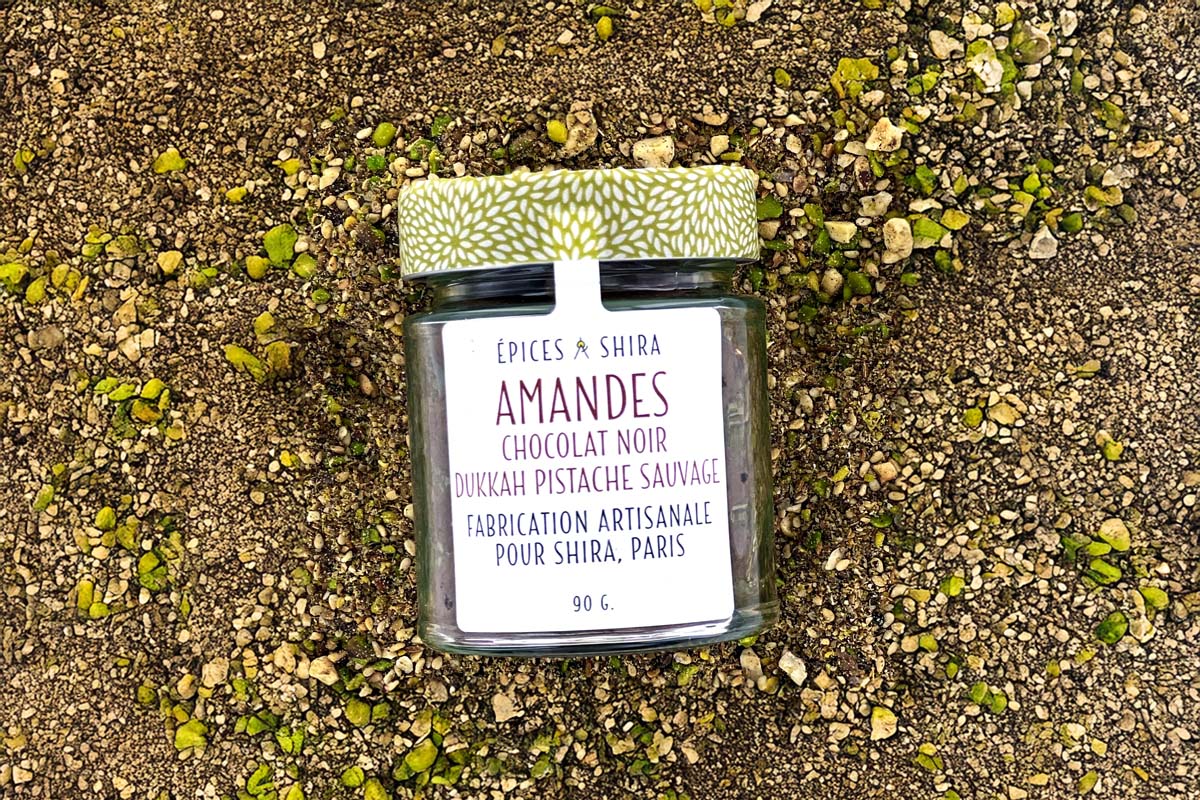 ÉPICES SHIRA
AMANDES
CHOCOLAT NOIR
DUKKAH PISTACHE SAUVAGE
FABRICATION ARTISANALE
POUR SHIRA, PARIS
90 G.